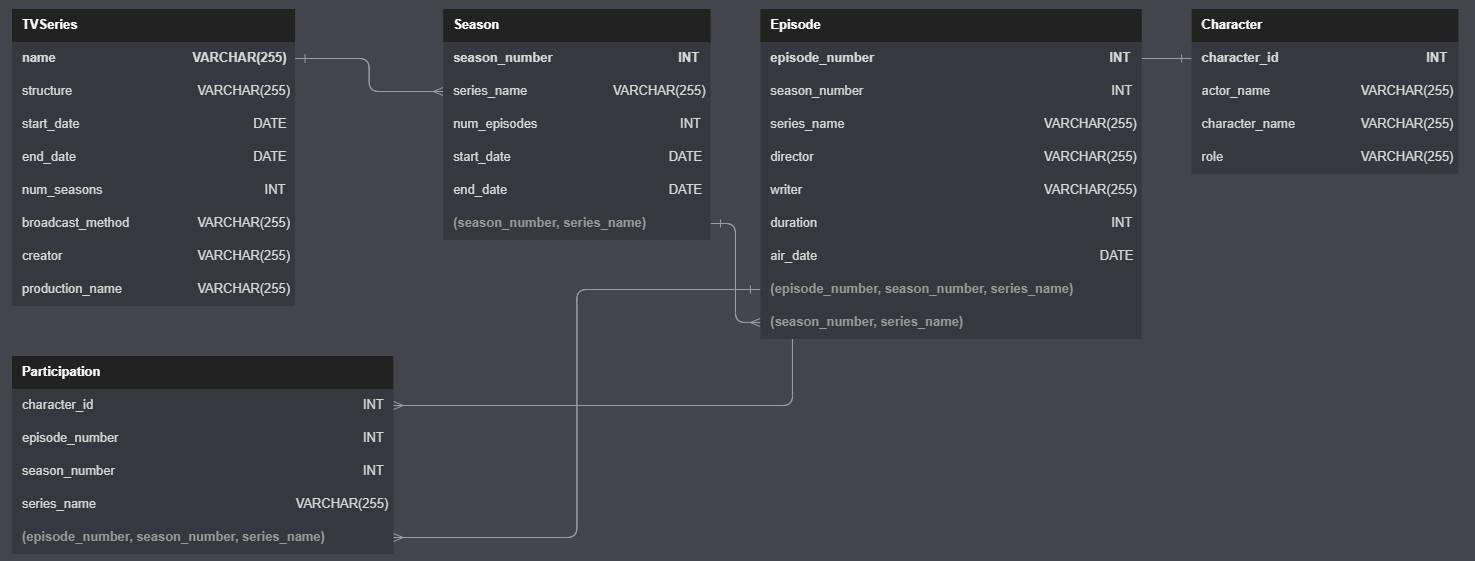 TVSeries
name VARCHAR(255)
structure VARCHAR(255)
start_date DATE
end_date DATE
num_seasons INT
broadcast_method VARCHAR(255)
creator VARCHAR(255)
production_name VARCHAR(255)
Season
season_number INT
series_name VARCHAR(255)
num_episodes INT
start_date DATE
end_date DATE
(season_number, series_name)
Episode
episode_number INT
season_number INT
series_name VARCHAR(255)
director VARCHAR(255)
writer VARCHAR(255)
duration INT
air_date DATE
(episode_number, season_number, series_name)
(season_number, series_name)
Character
character_id INT
actor_name VARCHAR(255)
character_name VARCHAR(255)
role VARCHAR(255)
Participation
character_id INT
episode_number INT
season_number INT
series_name VARCHAR(255)
(episode_number, season_number, series_name)